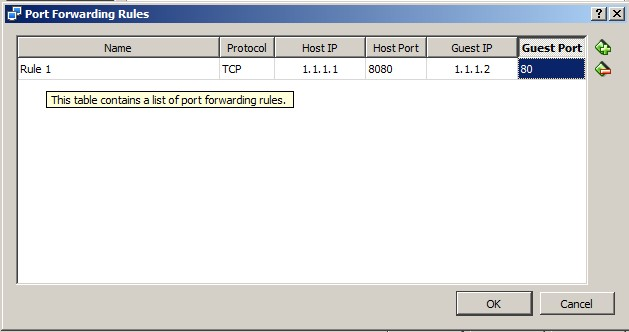 Port Forwarding Rules
Name Protocol Host IP Host Port Guest IP Guest Port
Rule 1 TCP 1.1.1.1 8080 1.1.1.2 80
This table contains a list of port forwarding rules.
OK Cancel